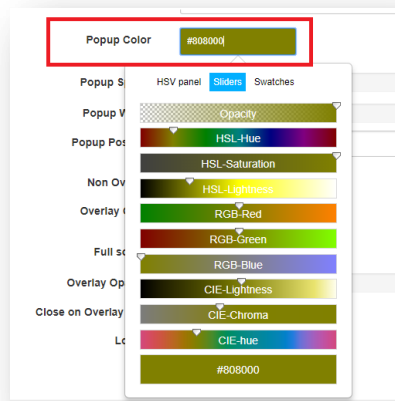 Popup Color #808000
Popup S
HSV panel Sliders Swatches
Popup W
Opacity
Popup Pos
HSL-Hue
HSL-Saturation
Non Ov
HSL-Lightness
Overlay
RGB-Red
RGB-Green
Full sc
RGB-Blue
Overlay Op
CIE-Lightness
Close on Overlay
CIE-Chroma
Lo
CIE-hue
#808000